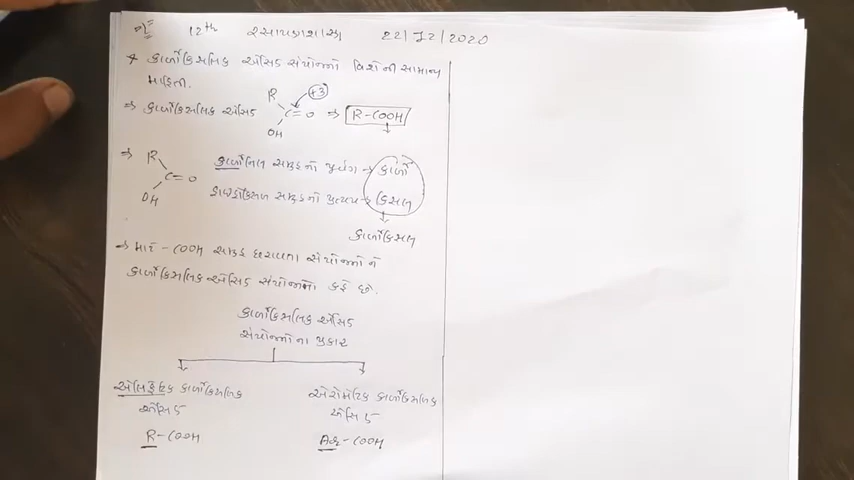 12th રસાયણશાસ્ત્ર 22/12/2020
* કાર્બોક્સિલિક એસિડ સંયોજનો વિશેની સામાન્ય
માહિતી.
R +3
⇒ કાર્બોક્સિલિક એસિડ C=O ⇒ R-COOH
OH
⇒ R કાર્બોનિલ સમૂહનો પૂર્વગ → કાર્બો
C=O
OH હાઇડ્રોક્સિલ સમૂહનો પ્રત્યય → ક્સિલ
કાર્બોક્સિલ
⇒ -COOH સમૂહ ધરાવતા સંયોજનોને
કાર્બોક્સિલિક એસિડ સંયોજનો કહે છે.
કાર્બોક્સિલિક એસિડ
સંયોજનોના પ્રકાર
એલિફેટિક કાર્બોક્સિલિક એરોમેટિક કાર્બોક્સિલિક
એસિડ એસિડ
R-COOH Ar-COOH